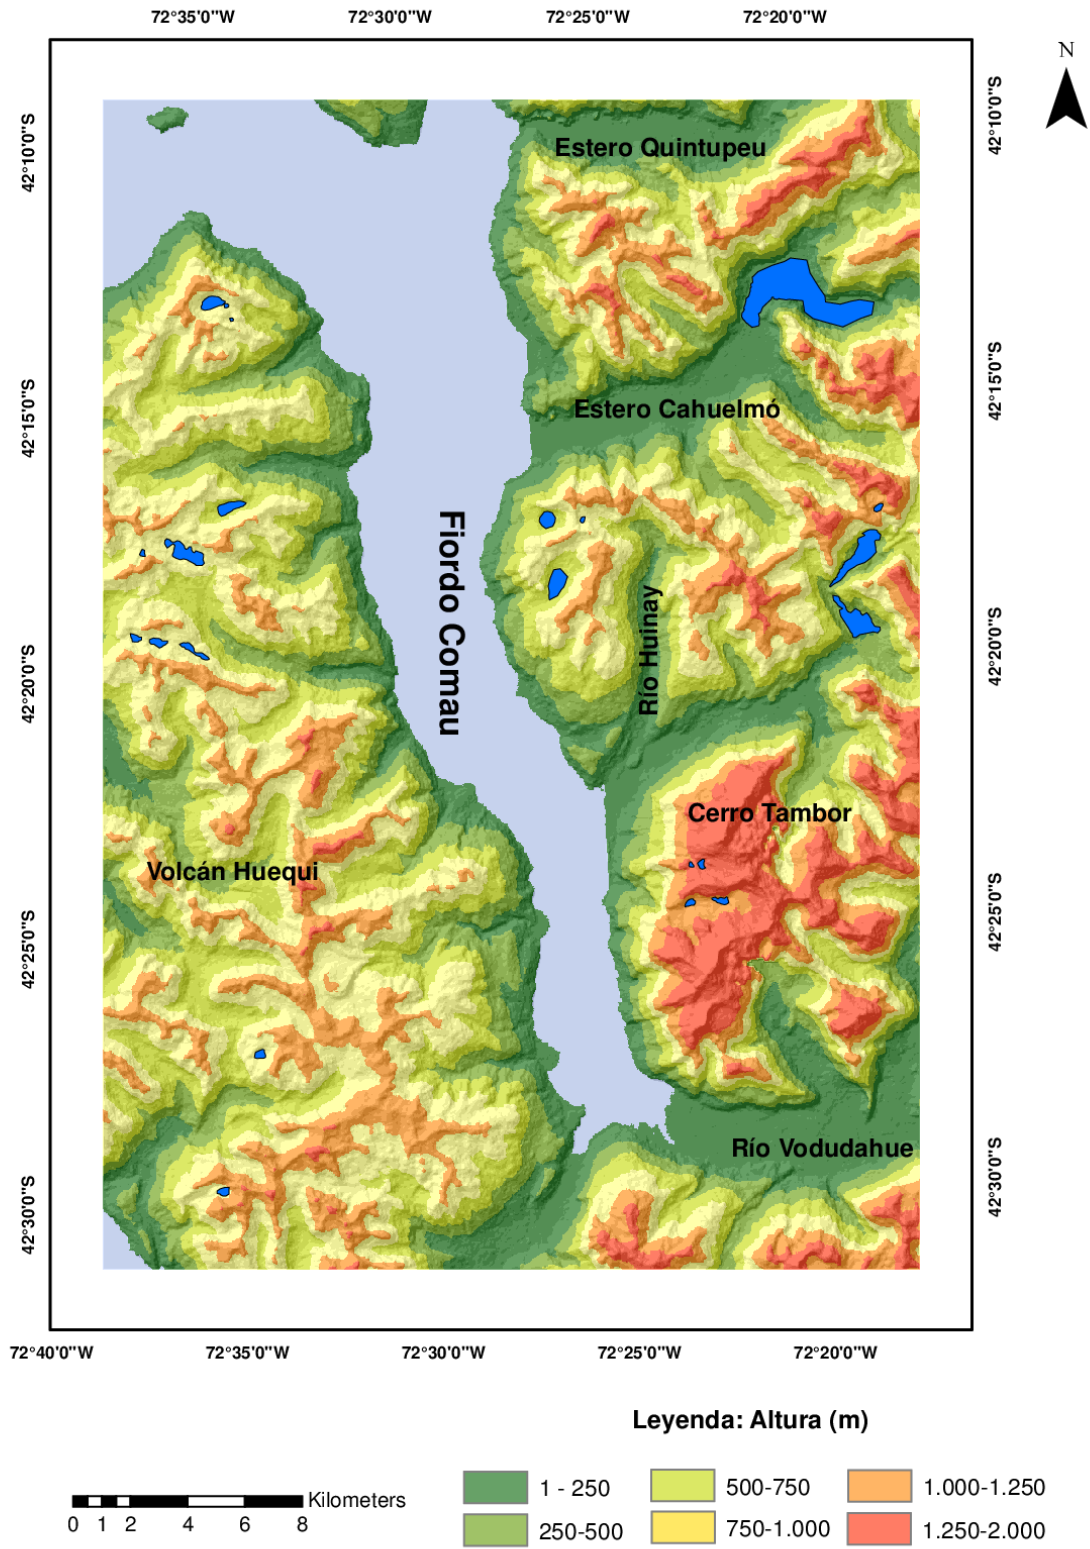 72°35'0"W 72°30'0"W 72°25'0"W 72°20'0"W
N
42°10'0"S
42°10'0"S
Estero Quintupeu
42°15'0"S
42°15'0"S
Estero Cahuelmó
Fiordo Comau
Río Huinay
42°20'0"S
42°20'0"S
Cerro Tambor
Volcán Huequi
42°25'0"S
42°25'0"S
Río Vodudahue
42°30'0"S
42°30'0"S
72°40'0"W 72°35'0"W 72°30'0"W 72°25'0"W 72°20'0"W
Leyenda: Altura (m)
1 - 250
500-750
1.000-1.250
250-500
750-1.000
1.250-2.000
Kilometers
0 1 2 4 6 8